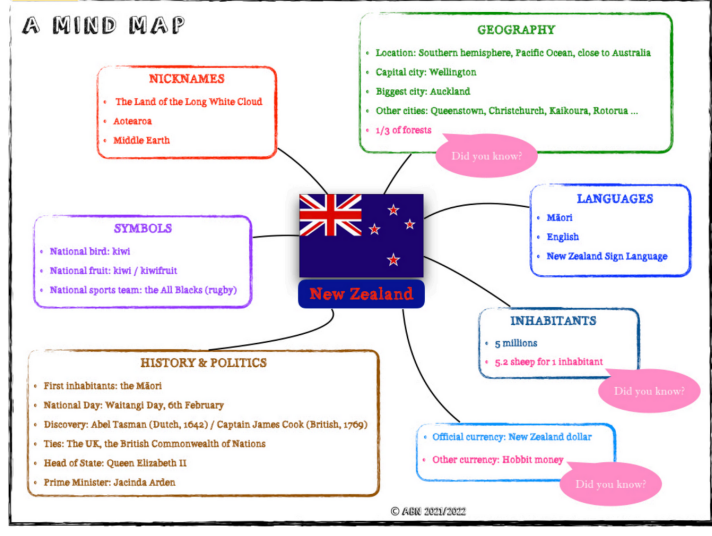 A MIND MAP
GEOGRAPHY
Location: Southern hemisphere, Pacific Ocean, close to Australia
Capital city: Wellington
Biggest city: Auckland
Other cities: Queenstown, Christchurch, Kaikoura, Rotorua ...
1/3 of forests
Did you know?
NICKNAMES
The Land of the Long White Cloud
Aotearoa
Middle Earth
LANGUAGES
Māori
English
New Zealand Sign Language
SYMBOLS
National bird: kiwi
National fruit: kiwi / kiwifruit
National sports team: the All Blacks (rugby)
New Zealand
INHABITANTS
5 millions
5.2 sheep for 1 inhabitant
Did you know?
HISTORY & POLITICS
First inhabitants: the Māori
National Day: Waitangi Day, 6th February
Discovery: Abel Tasman (Dutch, 1642) / Captain James Cook (British, 1769)
Ties: The UK, the British Commonwealth of Nations
Head of State: Queen Elizabeth II
Prime Minister: Jacinda Arden
Official currency: New Zealand dollar
Other currency: Hobbit money
Did you know?
© ABN 2021/2022